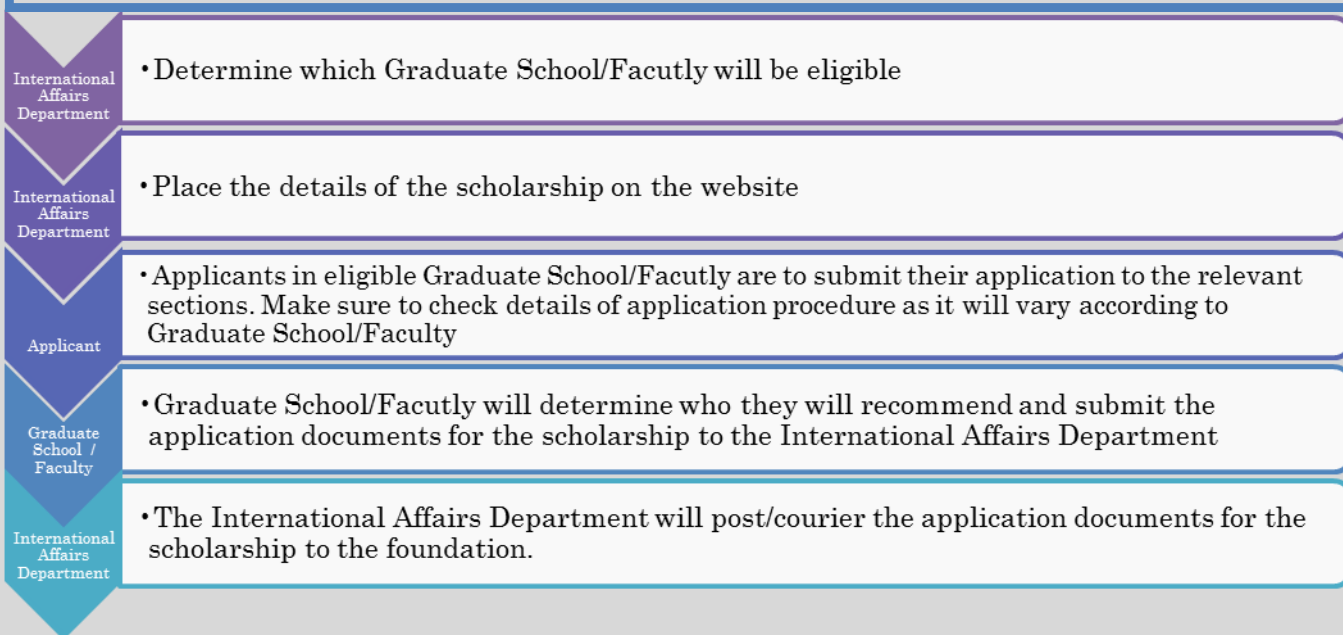 International
Affairs
Department
•Determine which Graduate School/Facutly will be eligible
International
Affairs
Department
•Place the details of the scholarship on the website
Applicant
•Applicants in eligible Graduate School/Facutly are to submit their application to the relevant
sections. Make sure to check details of application procedure as it will vary according to
Graduate School/Faculty
Graduate
School /
Faculty
•Graduate School/Facutly will determine who they will recommend and submit the
application documents for the scholarship to the International Affairs Department
International
Affairs
Department
•The International Affairs Department will post/courier the application documents for the
scholarship to the foundation.